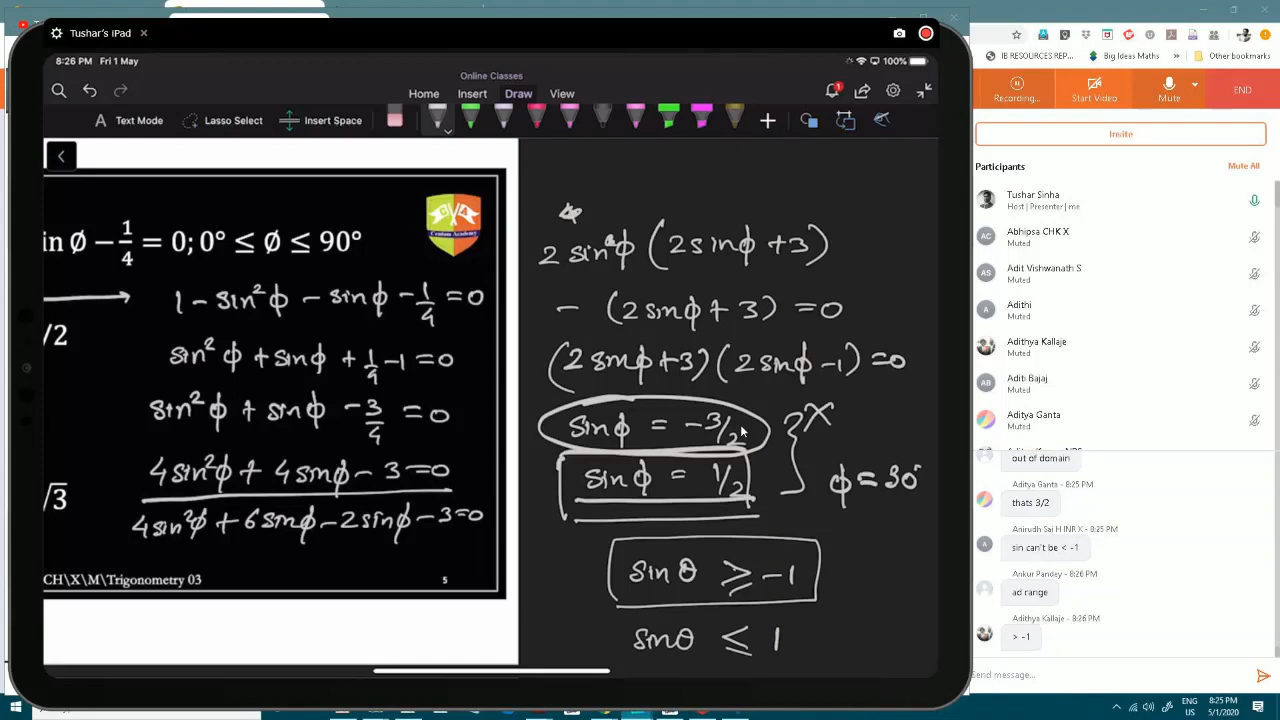 Tushar's iPad
8:26 PM Fri 1 May
100%
Online Classes
Home Insert Draw View
1
Text Mode Lasso Select Insert Space
in Ø − 1/4 = 0; 0° ≤ Ø ≤ 90°
1 - sin²φ - sinφ - 1/4 = 0
/2
sin²φ + sinφ + 1/4 - 1 = 0
sin²φ + sinφ - 3/4 = 0
4sin²φ + 4sinφ - 3 = 0
√3
4sin²φ + 6sinφ - 2sinφ - 3 = 0
CH\X\M\Trigonometry 03
5
2 sin φ (2sinφ + 3)
- (2sinφ + 3) = 0
(2sinφ+3)(2sinφ-1) = 0
sinφ = -3/2
sinφ = 1/2
X
φ = 30°
sinθ ⩾ -1
sinθ ≤ 1
IB RESOURCES REP... Big Ideas Maths » Other bookmarks
Recording... Start Video Mute END
Invite
Participants Mute All
Tushar Sinha
Host | Presenter | me
AC Abhipsa CHK X
Muted
AS Adit Vishwanath S
Muted
A Adithi
Muted
Adithya Kallaje
Muted
AB Aditi Bajaj
Muted
Aditya Ganta
Muted
out of domain
Aditya Ganta - 8:25 PM
thats 3/2
Anirudh Sai H INR X - 8:25 PM
A sin can't be < -1
Ankur Pandey - 8:26 PM
ad range
Adithya Kallaje - 8:26 PM
> -1
Send message...
ENG
US
8:25 PM
5/1/2020